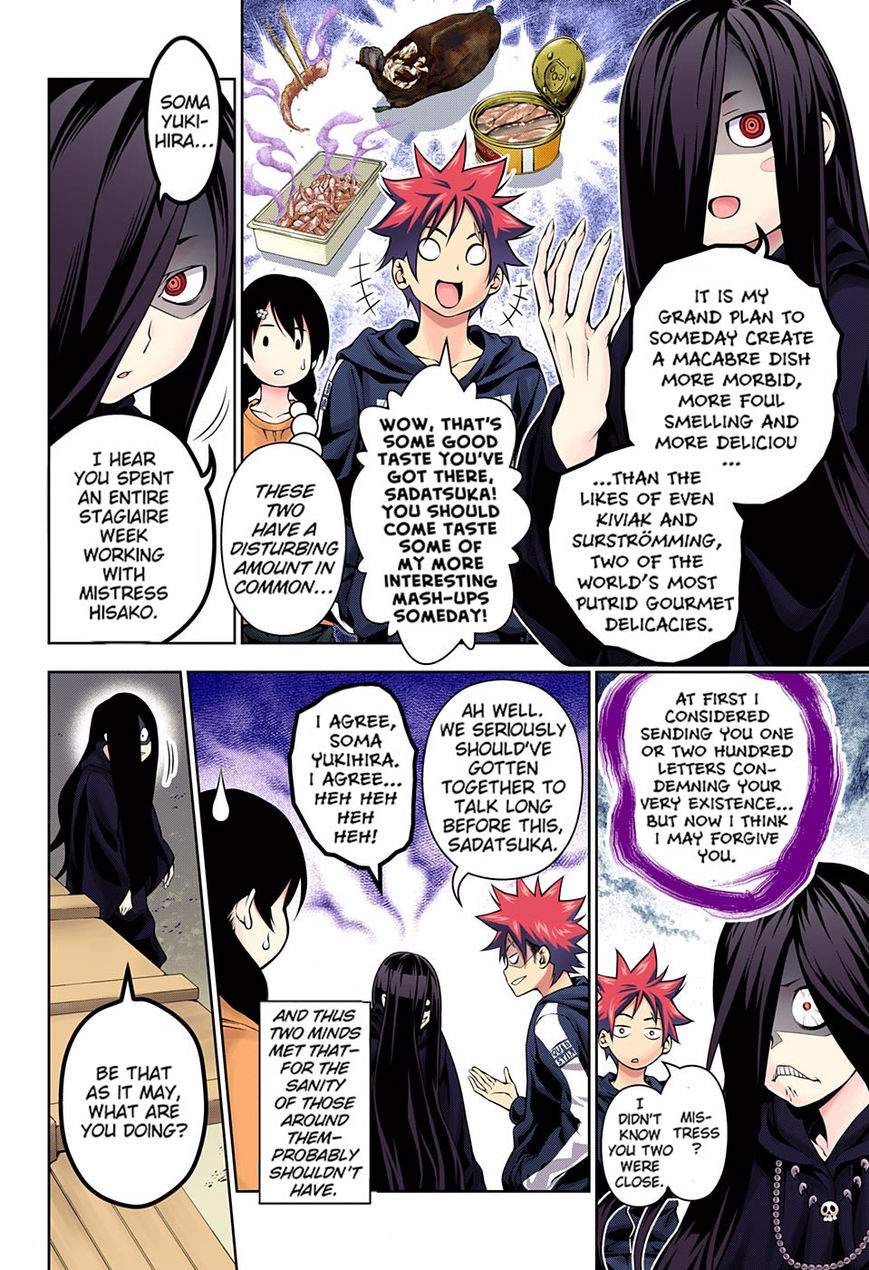 IT IS MY
GRAND PLAN TO
SOMEDAY CREATE
A MACABRE DISH
MORE MORBID,
MORE FOUL
SMELLING AND
MORE DELICIOU
...
...THAN THE
LIKES OF EVEN
KIVIAK AND
SURSTRÖMMING,
TWO OF THE
WORLD'S MOST
PUTRID GOURMET
DELICACIES.
WOW, THAT'S
SOME GOOD
TASTE YOU'VE
GOT THERE,
SADATSUKA!
YOU SHOULD
COME TASTE
SOME OF
MY MORE
INTERESTING
MASH-UPS
SOMEDAY!
THESE
TWO
HAVE A
DISTURBING
AMOUNT IN
COMMON...
SOMA
YUKI-
HIRA...
I HEAR
YOU SPENT
AN ENTIRE
STAGIAIRE
WEEK
WORKING
WITH
MISTRESS
HISAKO.
AT FIRST I
CONSIDERED
SENDING YOU ONE
OR TWO HUNDRED
LETTERS CON-
DEMNING YOUR
VERY EXISTENCE...
BUT NOW I THINK
I MAY FORGIVE
YOU.
MIS-
TRESS
?
I
DIDN'T
KNOW
YOU TWO
WERE
CLOSE.
AH WELL.
WE SERIOUSLY
SHOULD'VE
GOTTEN
TOGETHER TO
TALK LONG
BEFORE THIS,
SADATSUKA.
I AGREE,
SOMA
YUKIHIRA.
I AGREE...
HEH HEH
HEH
HEH!
AND THUS
TWO MINDS
MET THAT–
FOR THE
SANITY
OF THOSE
AROUND
THEM–
PROBABLY
SHOULDN'T
HAVE.
BE THAT
AS IT MAY,
WHAT ARE
YOU DOING?